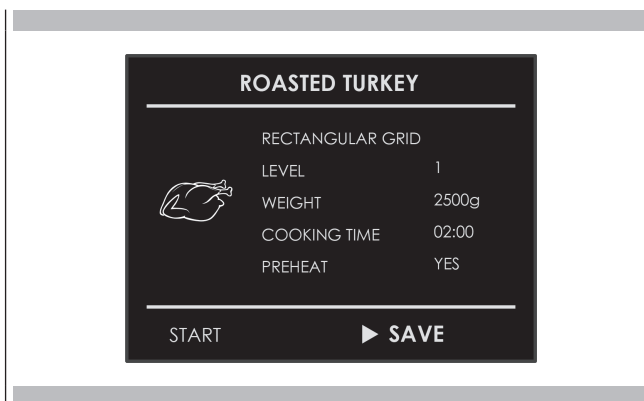 ROASTED TURKEY
RECTANGULAR GRID
LEVEL 1
WEIGHT 2500g
COOKING TIME 02:00
PREHEAT YES
START ▶ SAVE